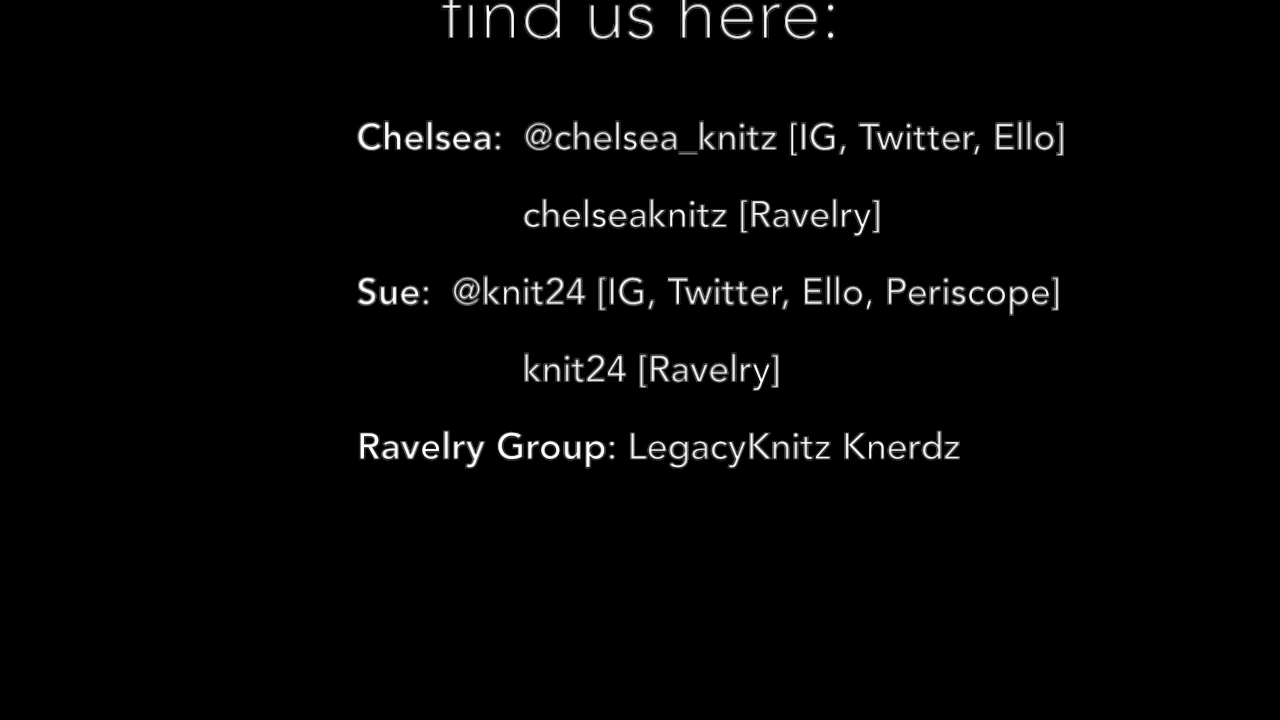 find us here:
Chelsea: @chelsea_knitz [IG, Twitter, Ello]
chelseaknitz [Ravelry]
Sue: @knit24 [IG, Twitter, Ello, Periscope]
knit24 [Ravelry]
Ravelry Group: LegacyKnitz Knerdz